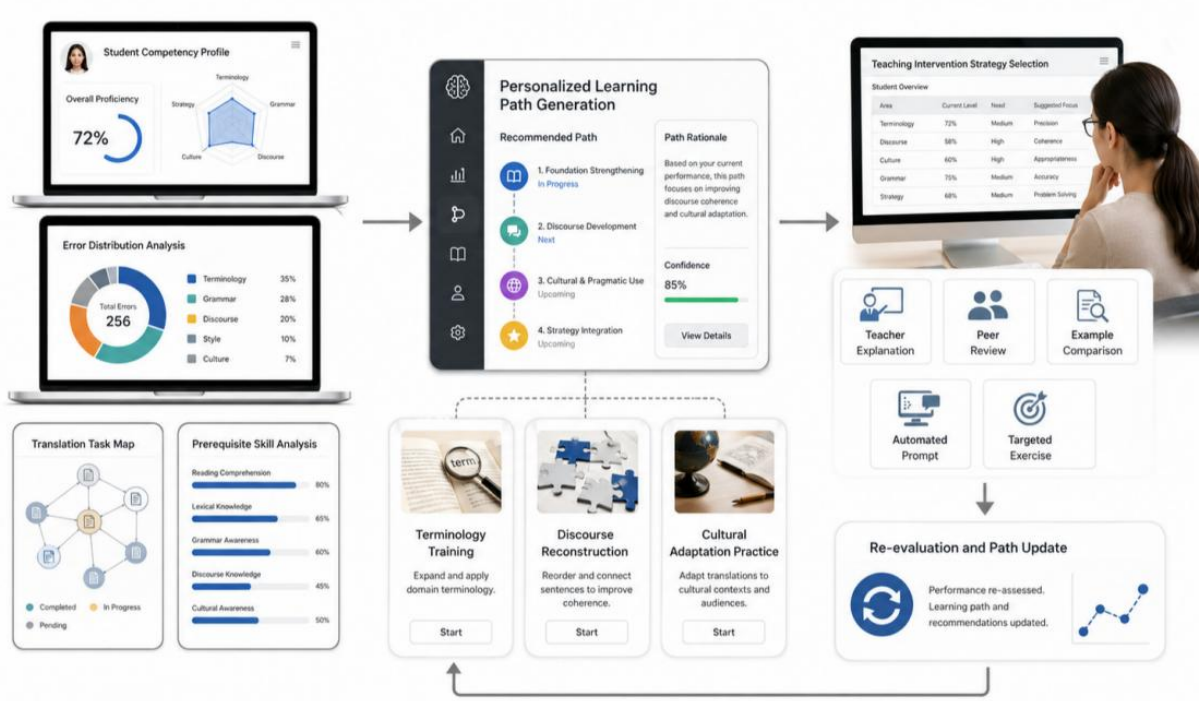 Student Competency Profile
Overall Proficiency
72%
Terminology
Grammar
Discourse
Culture
Strategy
Error Distribution Analysis
Total Errors
256
Terminology 35%
Grammar 28%
Discourse 20%
Style 10%
Culture 7%
Translation Task Map
Completed
In Progress
Pending
Prerequisite Skill Analysis
Reading Comprehension
80%
Lexical Knowledge
65%
Grammar Awareness
60%
Discourse Knowledge
45%
Cultural Awareness
50%
Personalized Learning
Path Generation
Recommended Path
1. Foundation Strengthening
In Progress
2. Discourse Development
Next
3. Cultural & Pragmatic Use
Upcoming
4. Strategy Integration
Upcoming
Path Rationale
Based on your current
performance, this path
focuses on improving
discourse coherence
and cultural adaptation.
Confidence
85%
View Details
term.
Terminology
Training
Expand and apply
domain terminology.
Start
Discourse
Reconstruction
Reorder and connect
sentences to improve
coherence.
Start
Cultural
Adaptation Practice
Adapt translations to
cultural contexts and
audiences.
Start
Teaching Intervention Strategy Selection
Student Overview
Area Current Level Need Suggested Focus
Terminology 72% Medium Precision
Discourse 58% High Coherence
Culture 60% High Appropriateness
Grammar 75% Medium Accuracy
Strategy 68% Medium Problem Solving
Teacher
Explanation
Peer
Review
Example
Comparison
Automated
Prompt
Targeted
Exercise
Re-evaluation and Path Update
Performance re-assessed.
Learning path and
recommendations updated.